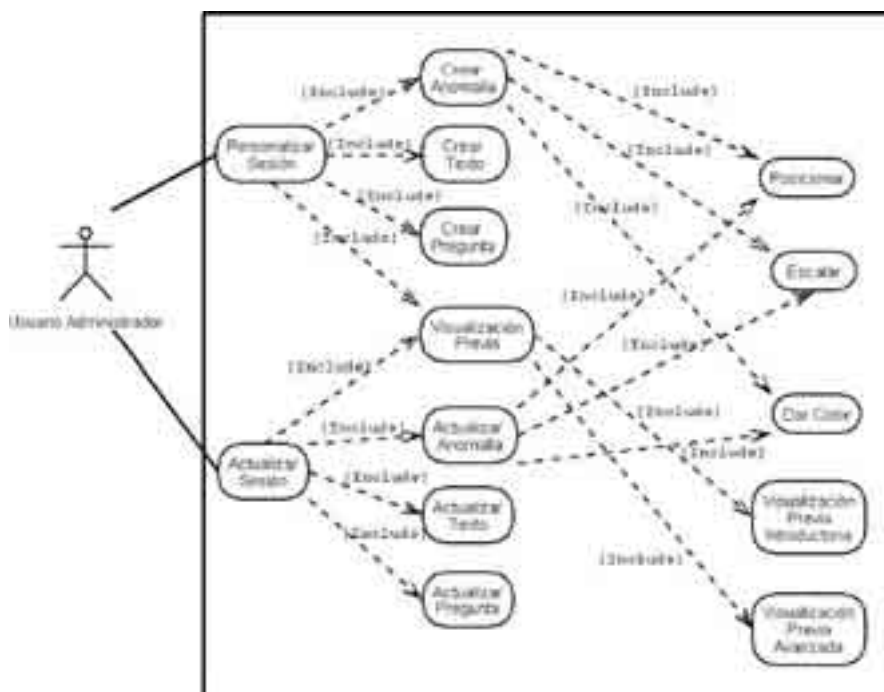 Crear
Anomalía
{Include}
{Include}
Personalizar
Sesión
{Include}
Crear
Texto
{Include}
Posicionar
{Include}
{Include}
Crear
Pregunta
{Include}
Escalar
{Include}
Usuario Administrador
Visualización
Previa
{Include}
{Include}
{Include}
Dar Color
{Include}
Actualizar
Anomalía
{Include}
Actualizar
Sesión
{Include}
Actualizar
Texto
Visualización
Previa
Introductoria
{Include}
{Include}
Actualizar
Pregunta
Visualización
Previa
Avanzada